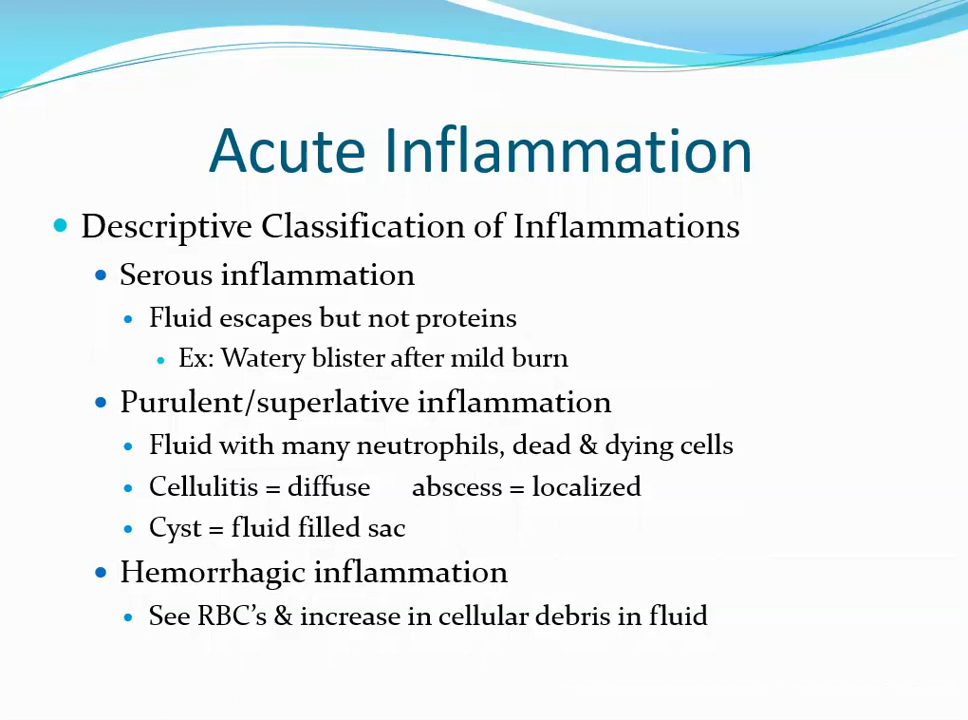 Acute Inflammation
Descriptive Classification of Inflammations
Serous inflammation
Fluid escapes but not proteins
Ex: Watery blister after mild burn
Purulent/superlative inflammation
Fluid with many neutrophils, dead & dying cells
Cellulitis = diffuse abscess = localized
Cyst = fluid filled sac
Hemorrhagic inflammation
See RBC’s & increase in cellular debris in fluid